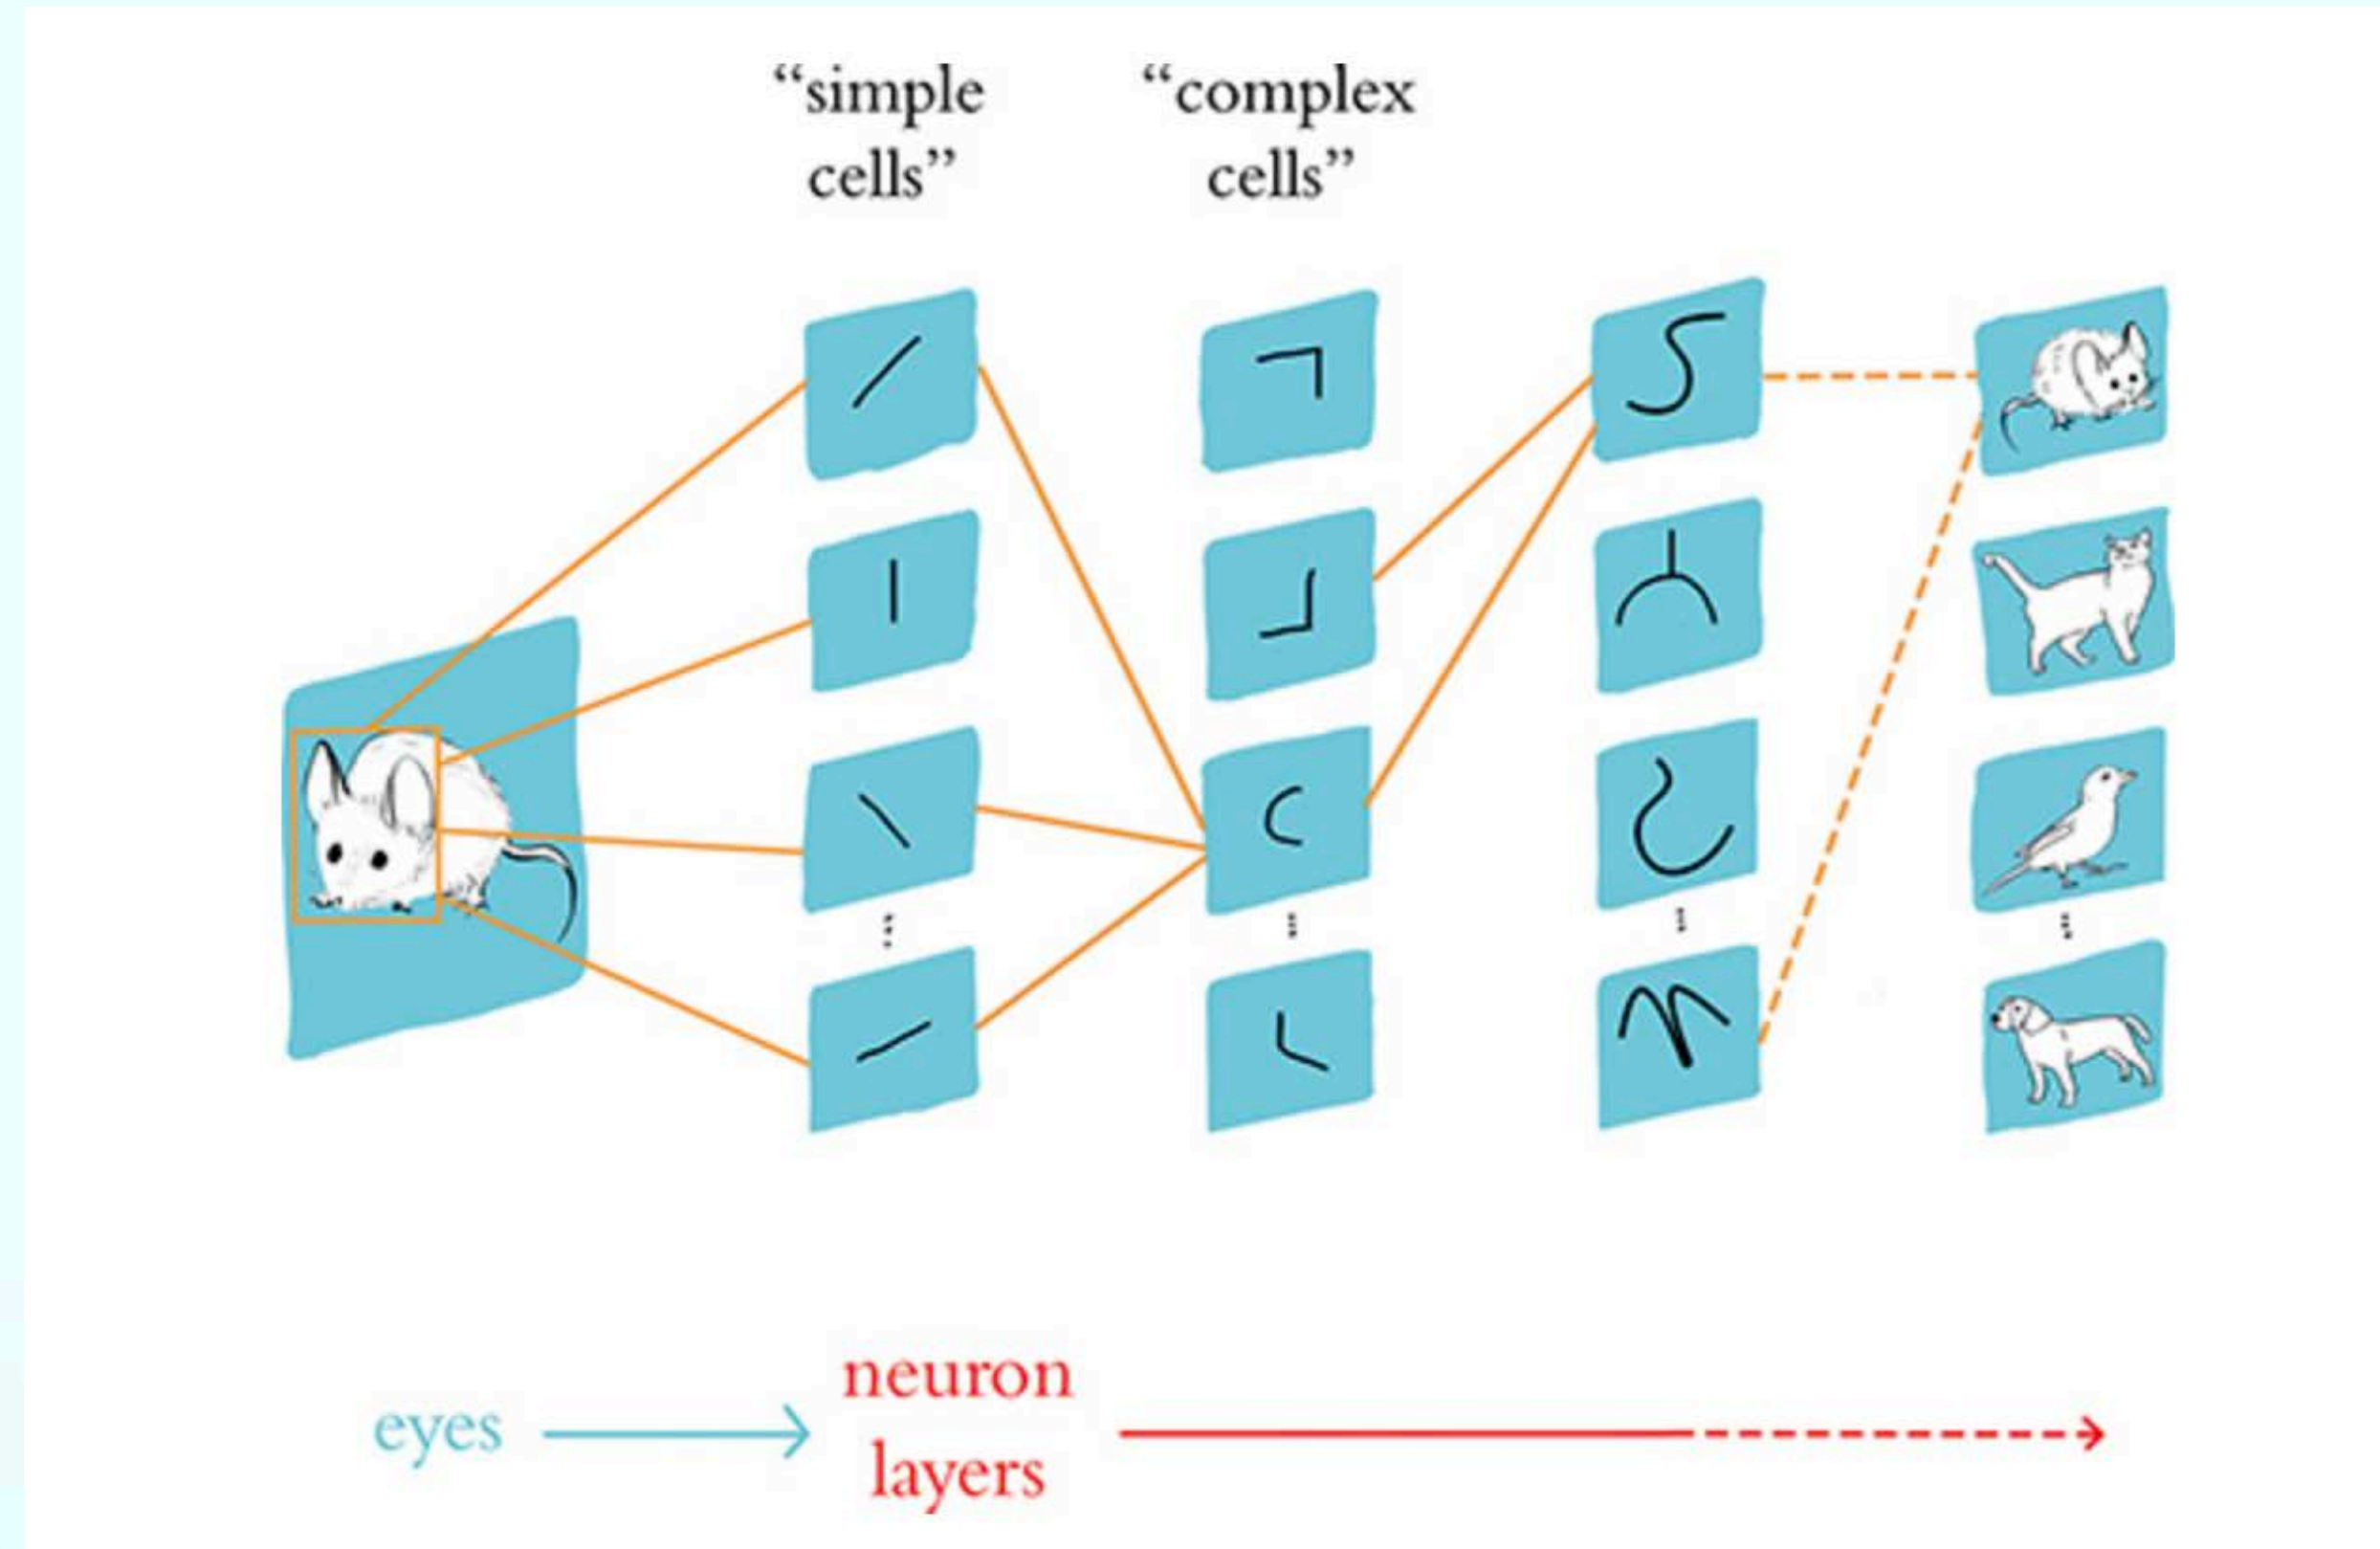 “simple
cells”
“complex
cells”
eyes
neuron
layers